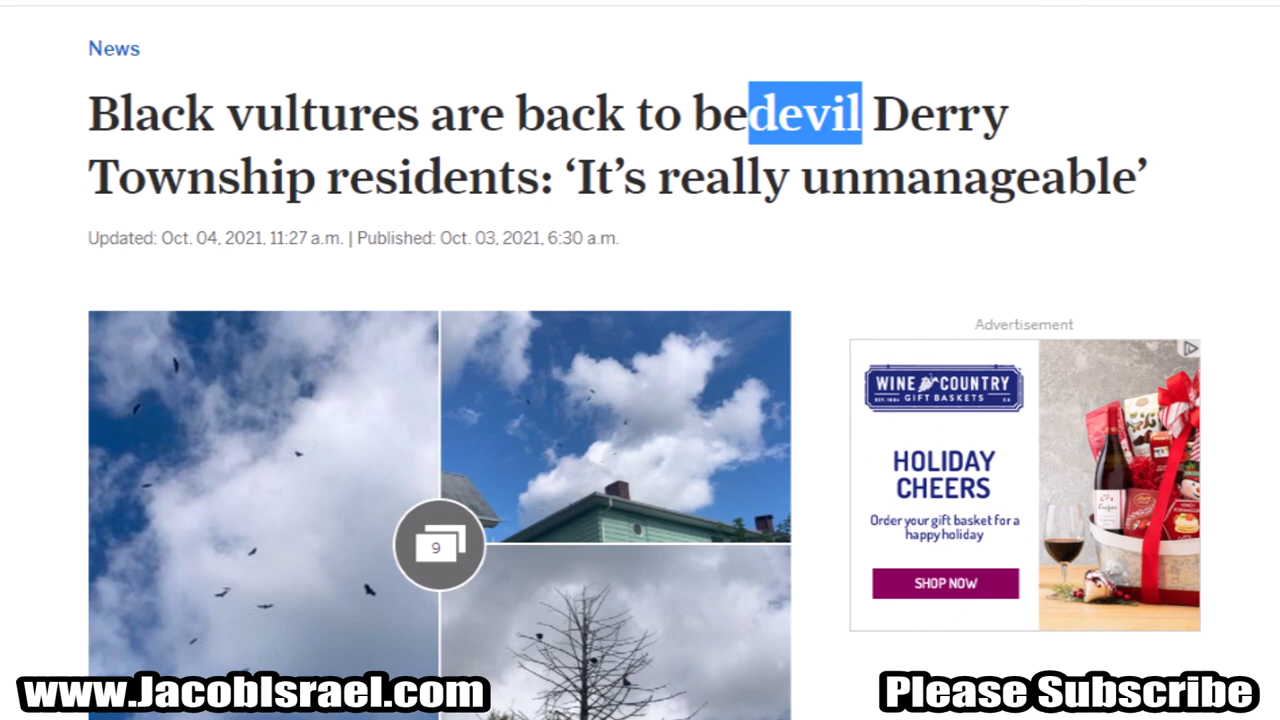 News
Black vultures are back to bedevil Derry
Township residents: ‘It’s really unmanageable’
Updated: Oct. 04, 2021, 11:27 a.m. | Published: Oct. 03, 2021, 6:30 a.m.
Advertisement
WINE COUNTRY
GIFT BASKETS
HOLIDAY
CHEERS
Order your gift basket for a
happy holiday
SHOP NOW
9
www.JacobIsrael.com
Please Subscribe